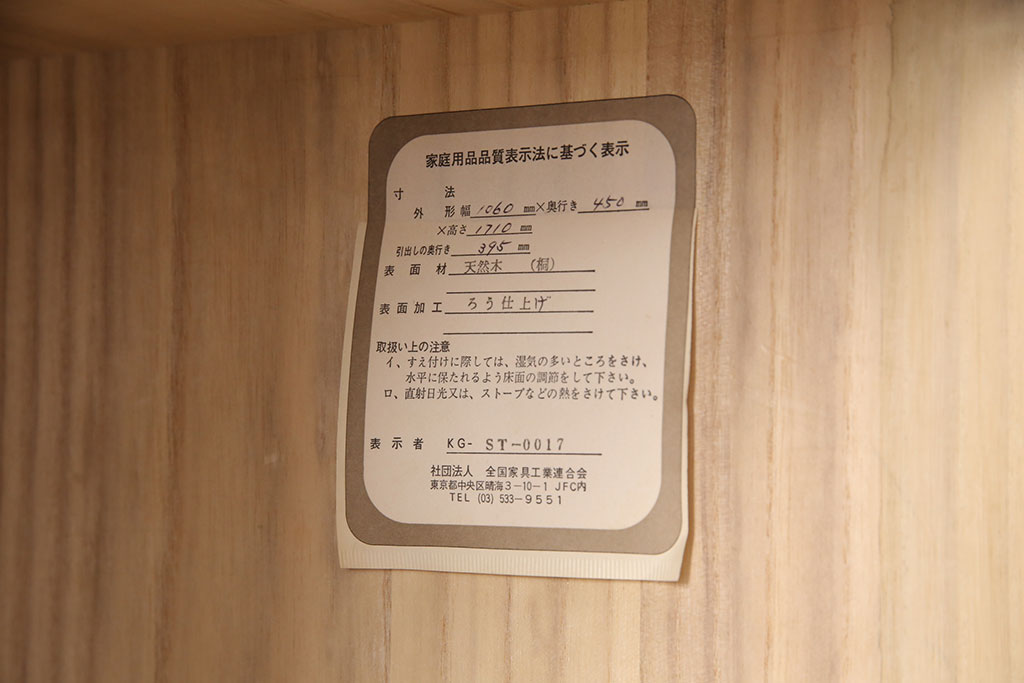 家庭用品品質表示法に基づく表示
寸 法
外 形 幅 1060 mm×奥行き 450 mm
×高さ 1710 mm
引出しの奥行き 395 mm
表 面 材 天然木 (桐)
表面加工 ろう仕上げ
取扱い上の注意
イ、すえ付けに際しては、湿気の多いところをさけ、
水平に保たれるよう床面の調節をして下さい。
ロ、直射日光又は、ストーブなどの熱をさけて下さい。
表 示 者 KG- ST-0017
社団法人 全国家具工業連合会
東京都中央区晴海3-10-1 JFC内
TEL (03) 533-9551